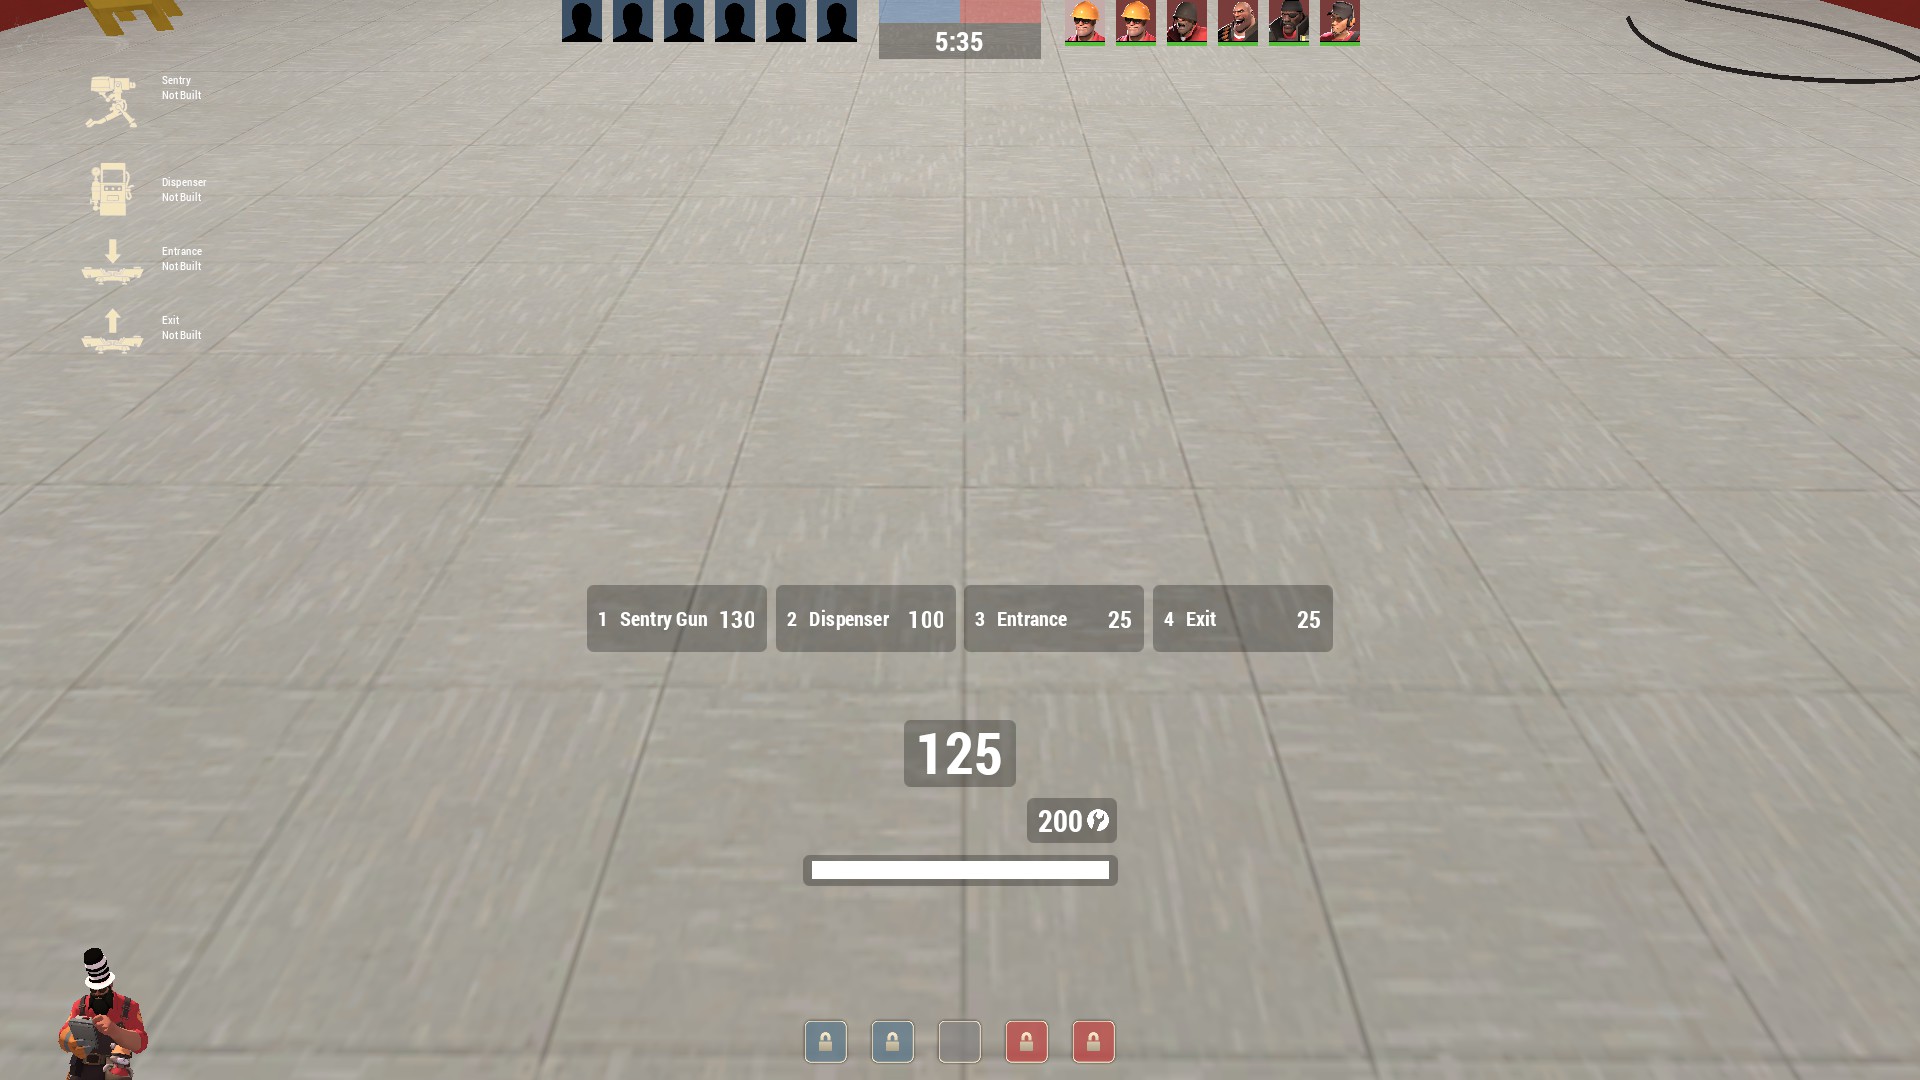 5:35
Sentry
Not Built
Dispenser
Not Built
Entrance
Not Built
Exit
Not Built
1 Sentry Gun 130
2 Dispenser 100
3 Entrance 25
4 Exit 25
125
200